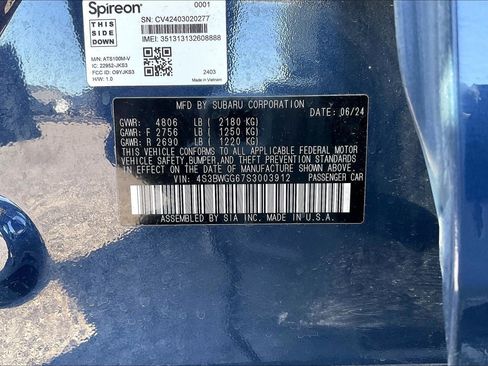 Spireon®
0001
THIS
SIDE
DOWN
SN: CV42403020277
IMEI: 351313132608888
M/N: ATS100M-V
IC: 22952-JKS3
FCC ID: O9YJKS3
H/W: 1.0
2403
Made in Vietnam
MFD BY SUBARU CORPORATION
DATE: 06/24
GVWR: 4806 LB ( 2180 KG)
GAWR: F 2756 LB ( 1250 KG)
GAWR: R 2690 LB ( 1220 KG)
THIS VEHICLE CONFORMS TO ALL APPLICABLE FEDERAL MOTOR
VEHICLE SAFETY, BUMPER, AND THEFT PREVENTION STANDARDS
IN EFFECT ON THE DATE OF MANUFACTURE SHOWN ABOVE.
VIN: 4S3BWGG67S3003912 PASSENGER CAR
ASSEMBLED BY SIA INC. MADE IN U.S.A.